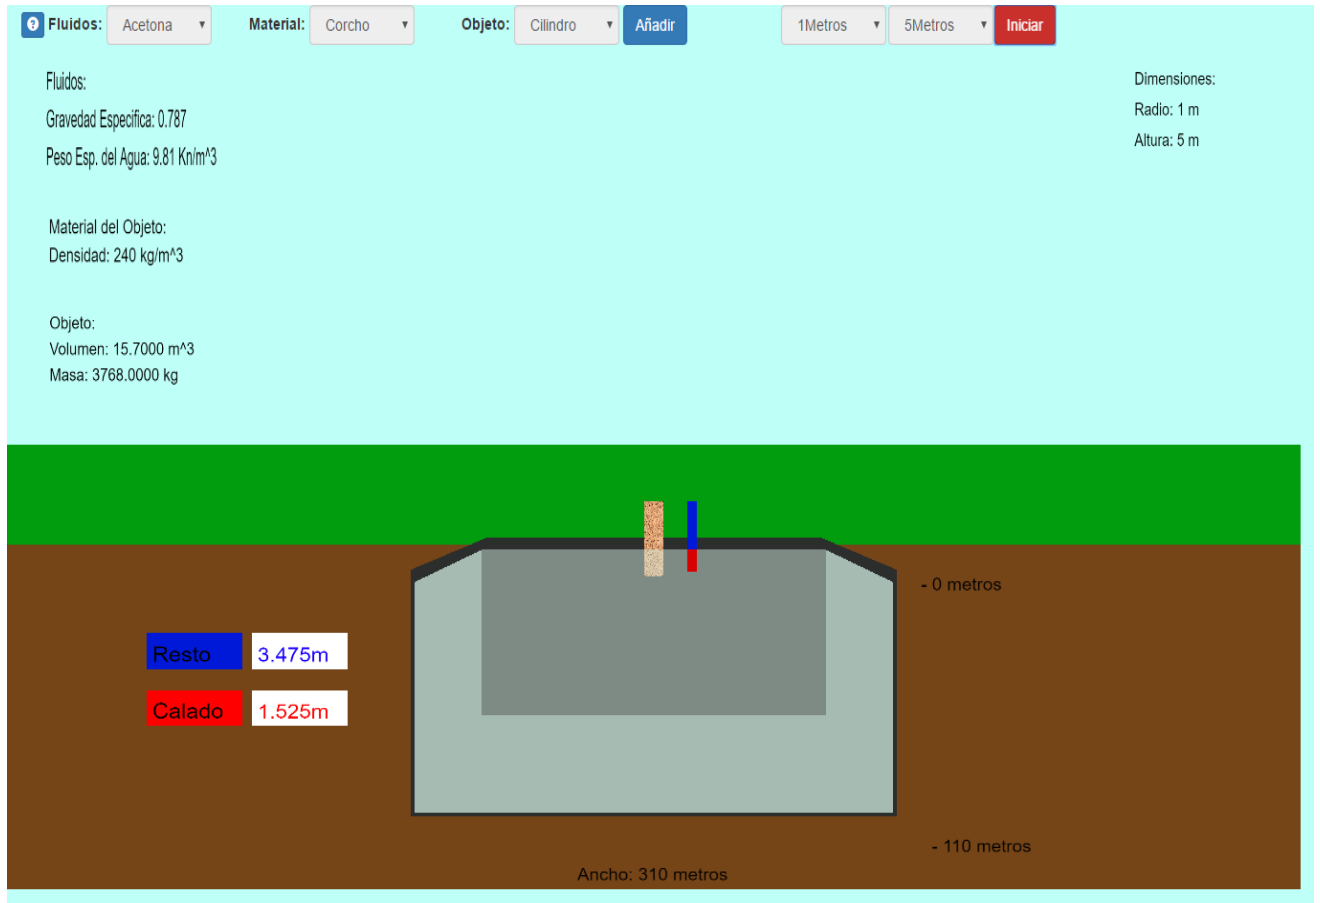 Fluidos: Acetona Material: Corcho Objeto: Cilindro Añadir 1Metros 5Metros Iniciar
Fluidos:
Gravedad Especifica: 0.787
Peso Esp. del Agua: 9.81 Kn/m^3
Dimensiones:
Radio: 1 m
Altura: 5 m
Material del Objeto:
Densidad: 240 kg/m^3
Objeto:
Volumen: 15.7000 m^3
Masa: 3768.0000 kg
- 0 metros
Resto 3.475m
Calado 1.525m
- 110 metros
Ancho: 310 metros